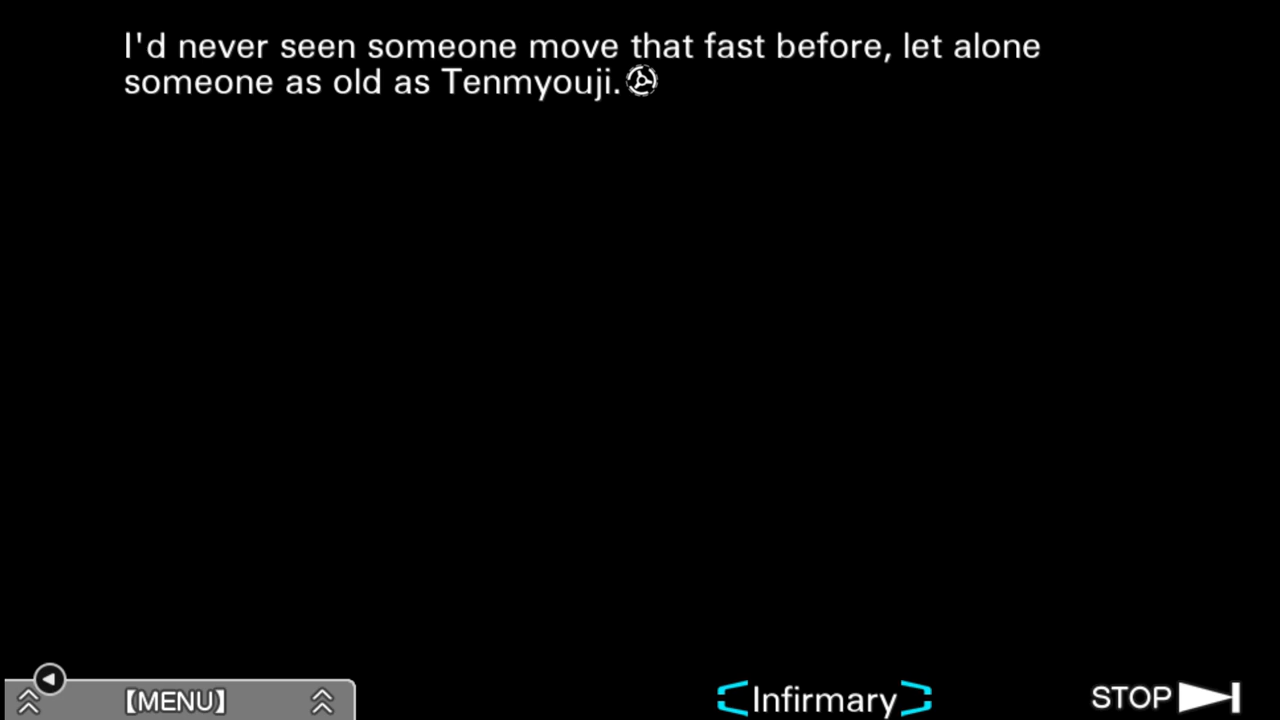 I'd never seen someone move that fast before, let alone
someone as old as Tenmyouji.
【MENU】
Infirmary
STOP